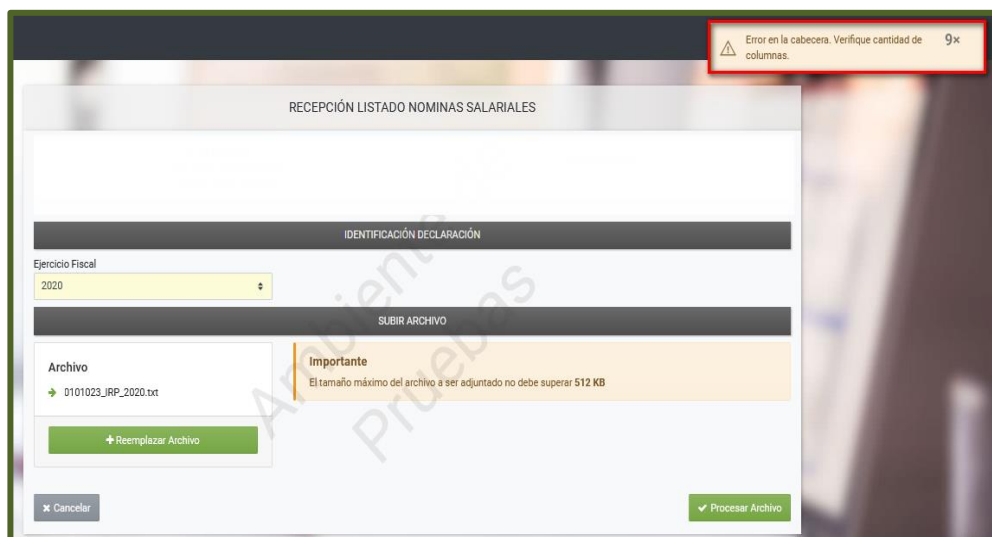 Error en la cabecera. Verifique cantidad de
columnas.
9×
RECEPCIÓN LISTADO NOMINAS SALARIALES
IDENTIFICACIÓN DECLARACIÓN
Ejercicio Fiscal
2020
SUBIR ARCHIVO
Archivo
0101023_IRP_2020.txt
+Reemplazar Archivo
Importante
El tamaño máximo del archivo a ser adjuntado no debe superar 512 KB
Ambiente de
Pruebas
× Cancelar
Procesar Archivo